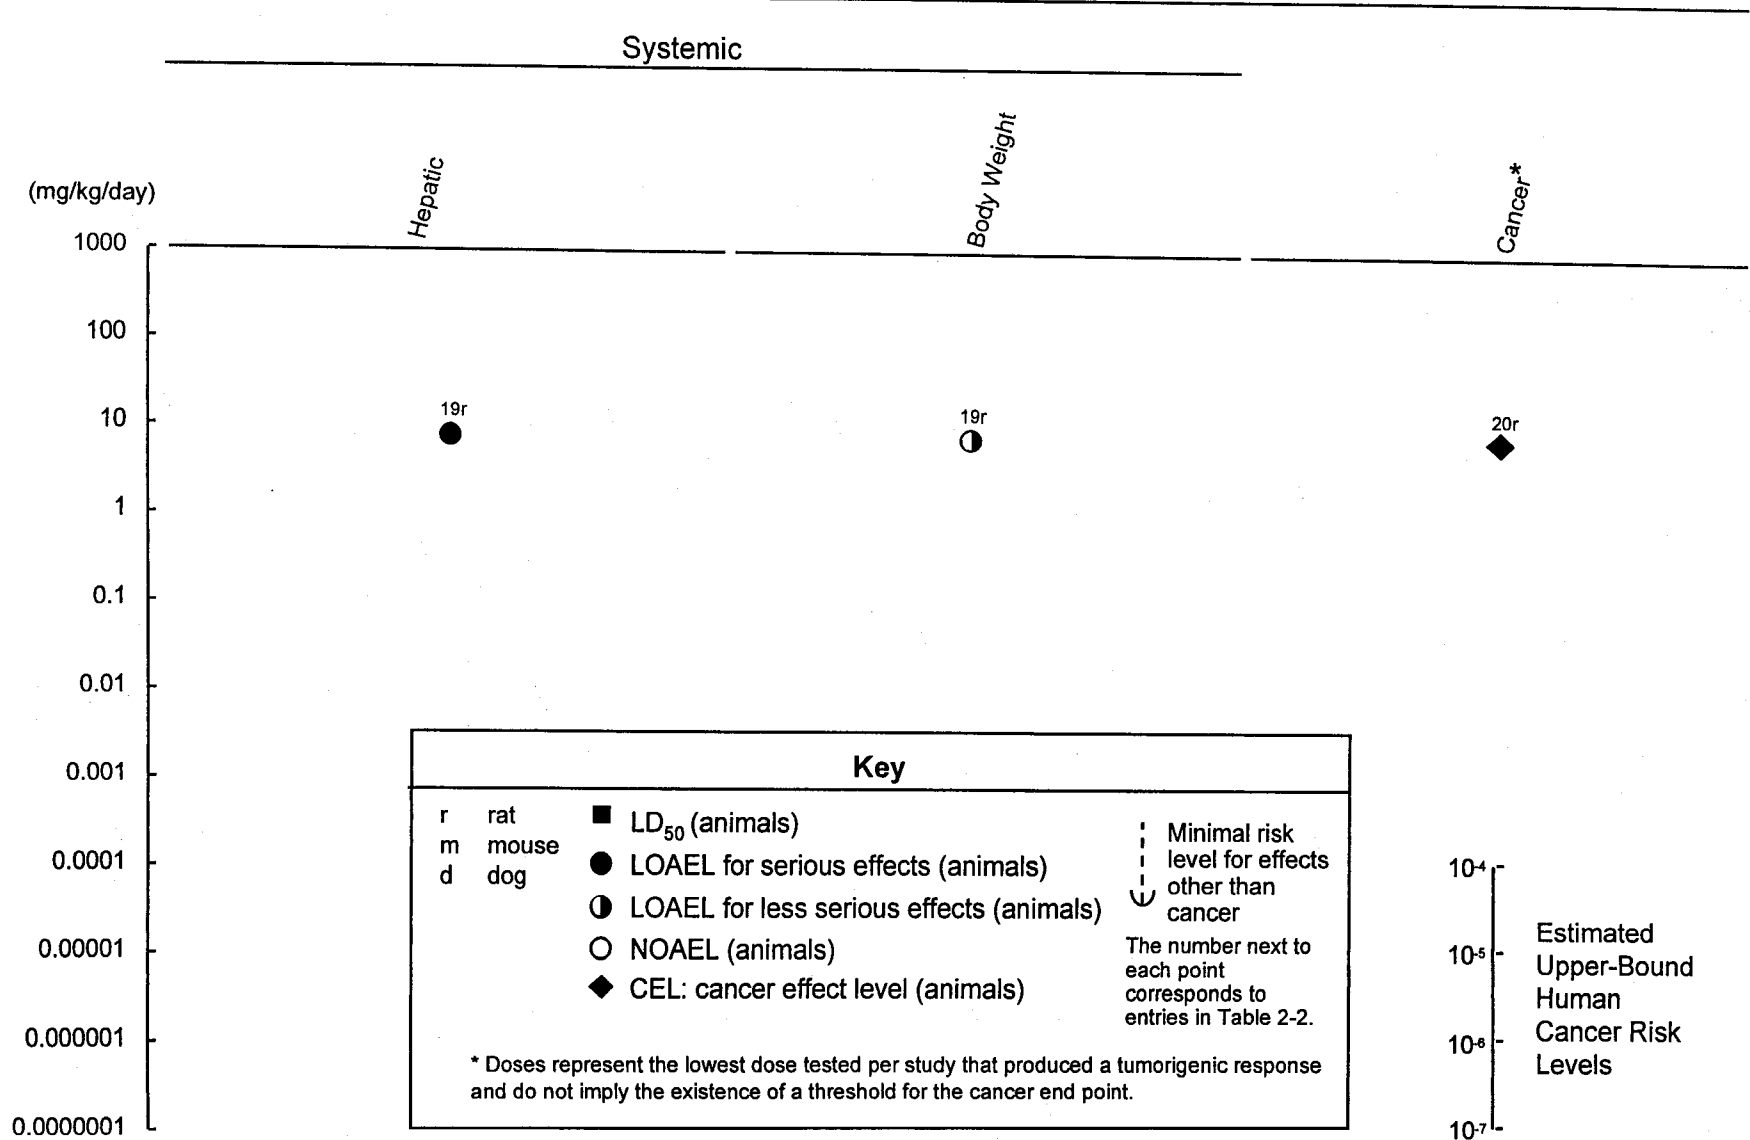 Systemic
(mg/kg/day)
Hepatic
Body Weight
Cancer*
1000
100
10
1
0.1
0.01
0.001
0.0001
0.00001
0.000001
0.0000001
19r
19r
20r
Key
r rat
m mouse
d dog
LD50 (animals)
LOAEL for serious effects (animals)
LOAEL for less serious effects (animals)
NOAEL (animals)
CEL: cancer effect level (animals)
Minimal risk
level for effects
other than
cancer
The number next to
each point
corresponds to
entries in Table 2-2.
* Doses represent the lowest dose tested per study that produced a tumorigenic response
and do not imply the existence of a threshold for the cancer end point.
10-4
10-5
10-6
10-7
Estimated
Upper-Bound
Human
Cancer Risk
Levels